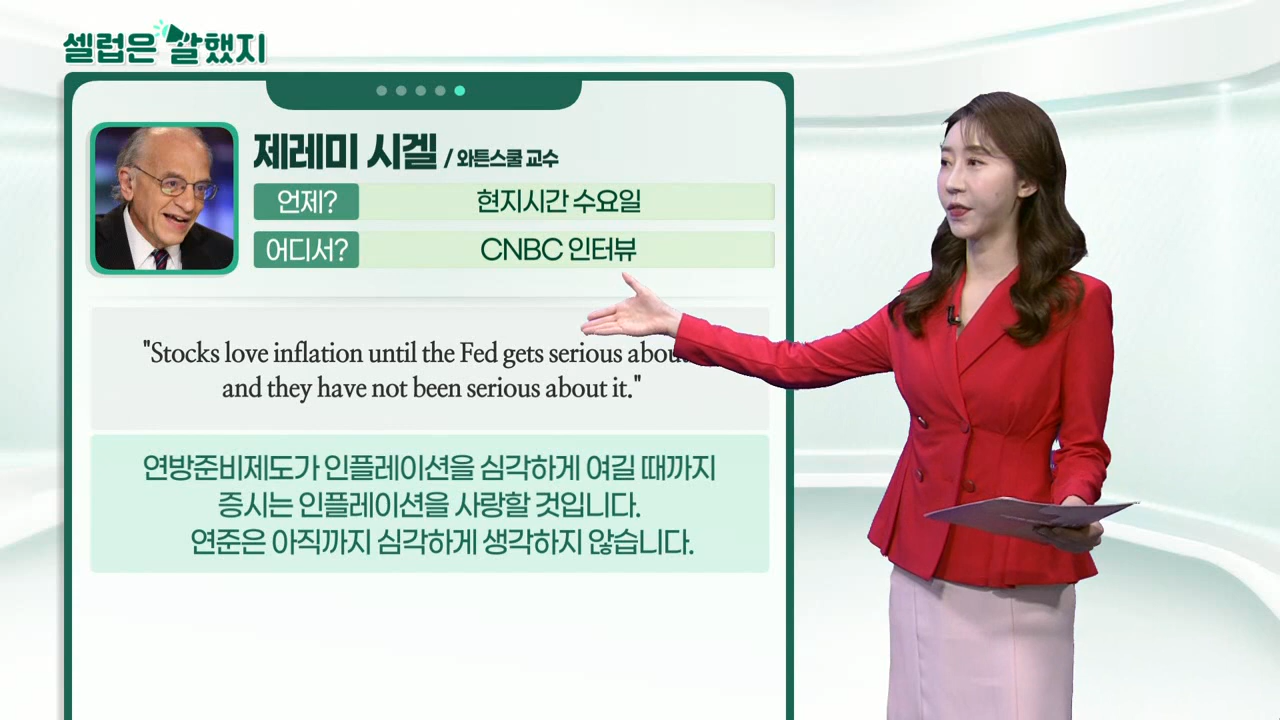 셀럽은 말했지
제레미 시겔 / 와튼스쿨 교수
언제? 현지시간 수요일
어디서? CNBC 인터뷰
"Stocks love inflation until the Fed gets serious about
and they have not been serious about it."
연방준비제도가 인플레이션을 심각하게 여길 때까지
증시는 인플레이션을 사랑할 것입니다.
연준은 아직까지 심각하게 생각하지 않습니다.